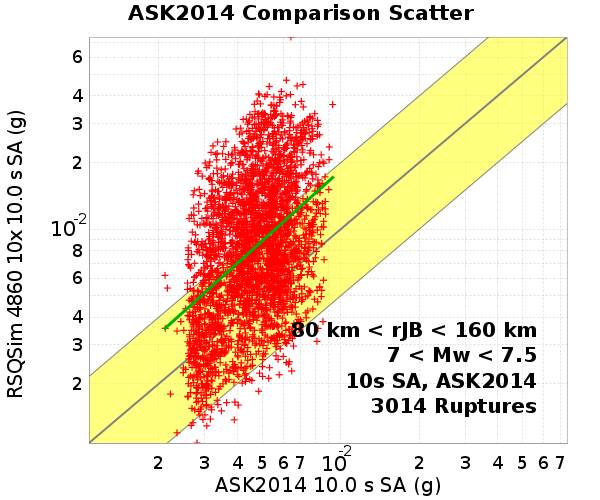 ASK2014 Comparison Scatter
RSQSim 4860 10x 10.0 s SA (g)
6
4
3
2
10-2
8
6
4
3
2
80 km < rJB < 160 km
7 < Mw < 7.5
10s SA, ASK2014
3014 Ruptures
2 3 4 5 6 7 10-2 2 3 4 5 6 7
ASK2014 10.0 s SA (g)